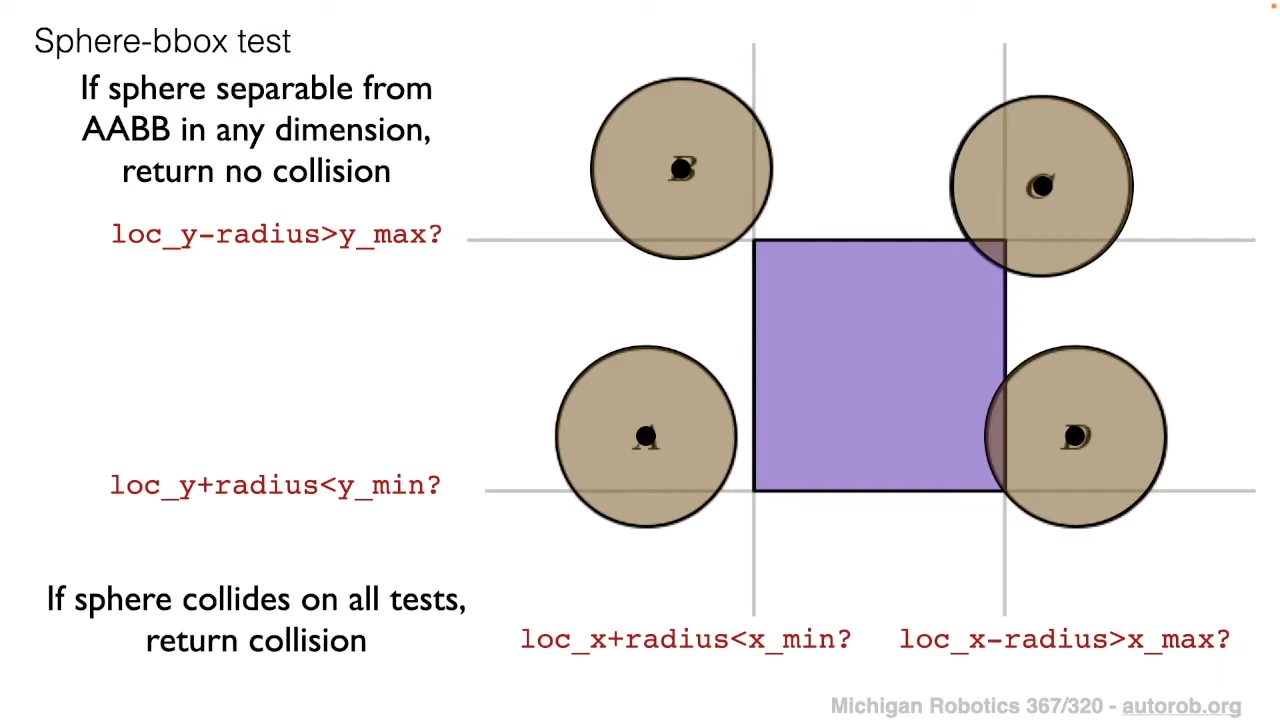 Sphere-bbox test
If sphere separable from
AABB in any dimension,
return no collision
B
C
loc_y-radius>y_max?
A
D
loc_y+radius<y_min?
If sphere collides on all tests,
return collision
loc_x+radius<x_min?
loc_x-radius>x_max?
Michigan Robotics 367/320 - autorob.org